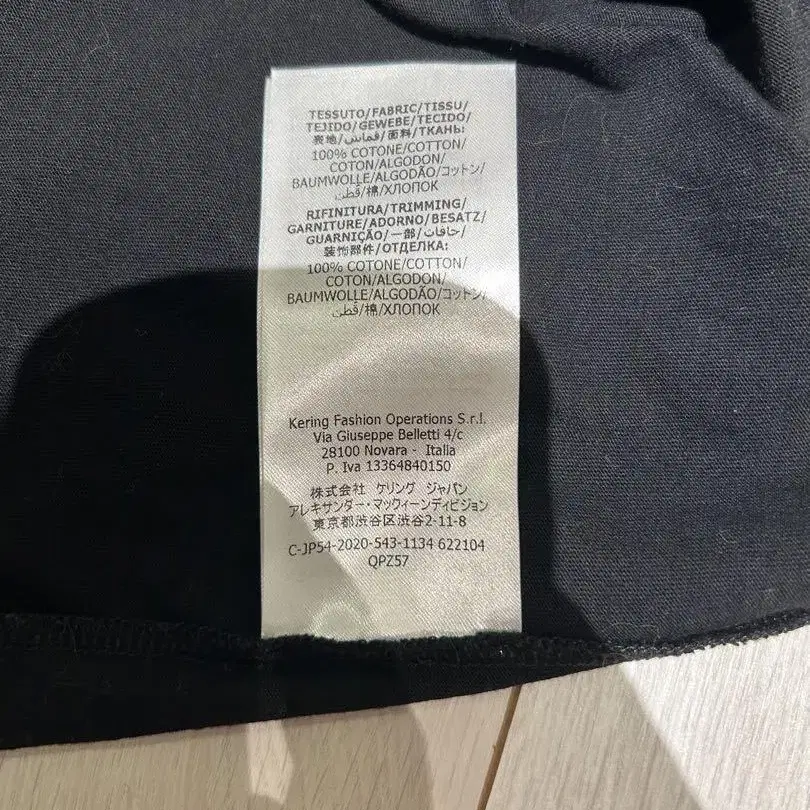 TESSUTO/FABRIC/TISSU/
TEJIDO/GEWEBE/TECIDO/
表地/قماش/面料/ТКАНЬ:
100% COTONE/COTTON/
COTON/ALGODON/
BAUMWOLLE/ALGODÃO/コットン/
قطن/棉/ХЛОПОК
RIFINITURA/TRIMMING/
GARNITURE/ADORNO/BESATZ/
GUARNIÇÃO/一部/حافات/
装饰部件/ОТДЕЛКА:
100% COTONE/COTTON/
COTON/ALGODON/
BAUMWOLLE/ALGODÃO/コットン/
قطن/棉/ХЛОПОК
Kering Fashion Operations S.r.l.
Via Giuseppe Belletti 4/c
28100 Novara - Italia
P. Iva 13364840150
株式会社 ケリング ジャパン
アレキサンダー・マックィーンディビジョン
東京都渋谷区渋谷2-11-8
C-JP54-2020-543-1134 622104
QPZ57